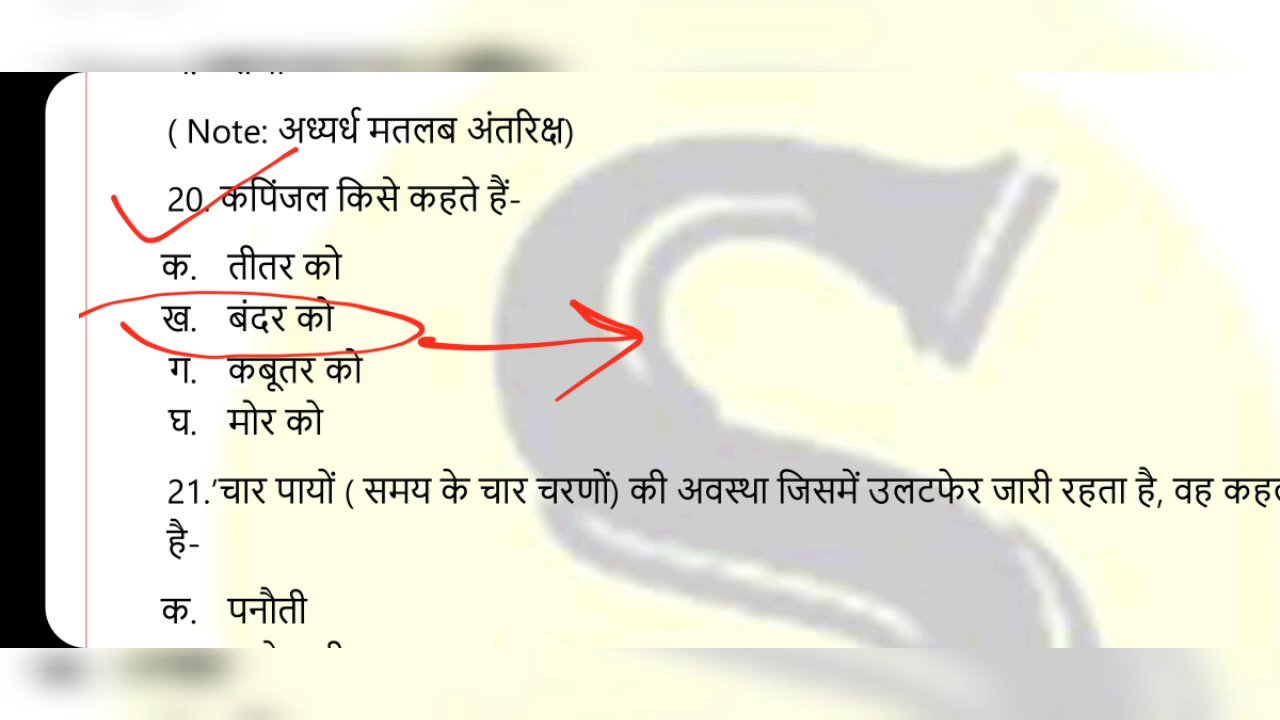 ( Note: अध्यर्ध मतलब अंतरिक्ष)
20. कपिंजल किसे कहते हैं-
क. तीतर को
ख. बंदर को
ग. कबूतर को
घ. मोर को
21.’चार पायों ( समय के चार चरणों) की अवस्था जिसमें उलटफेर जारी रहता है, वह
है-
क. पनौती